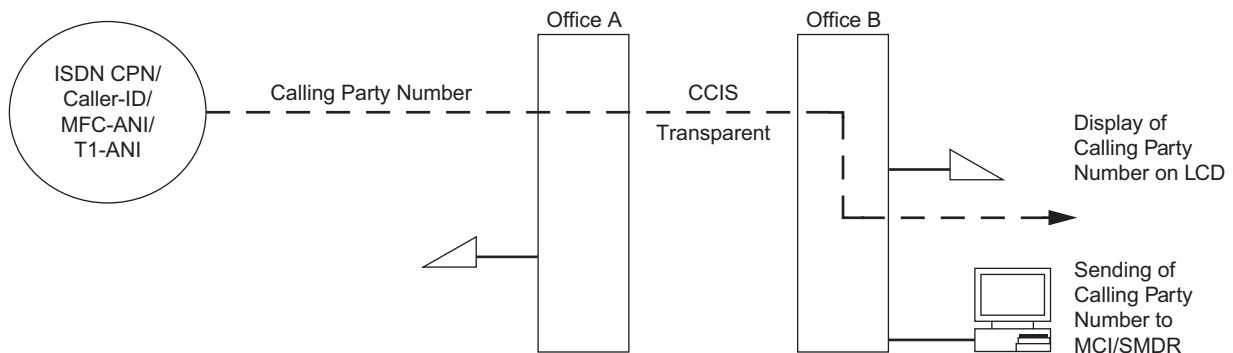 Office A
Office B
ISDN CPN/
Caller-ID/
MFC-ANI/
T1-ANI
Calling Party Number
CCIS
Transparent
Display of
Calling Party
Number on LCD
Sending of
Calling Party
Number to
MCI/SMDR